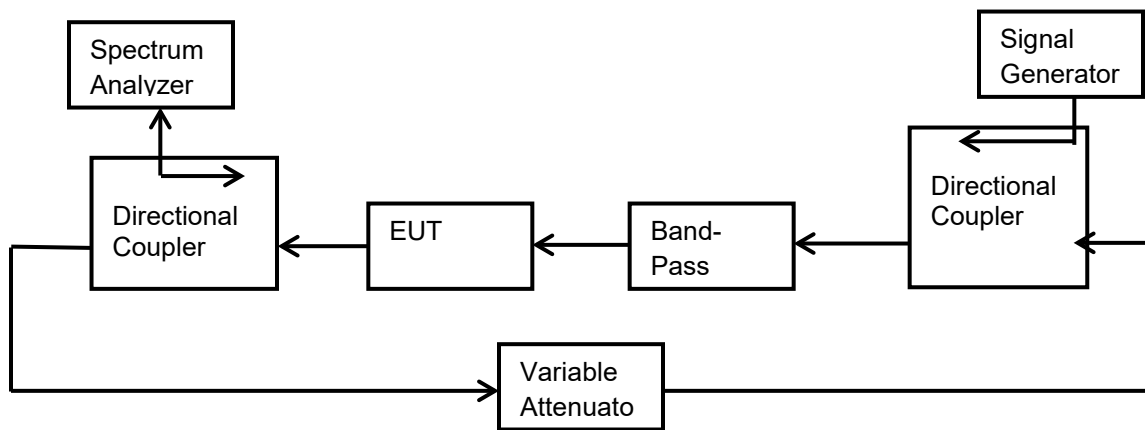 Spectrum
Analyzer
Signal
Generator
Directional
Coupler
EUT
Band-
Pass
Directional
Coupler
Variable
Attenuato